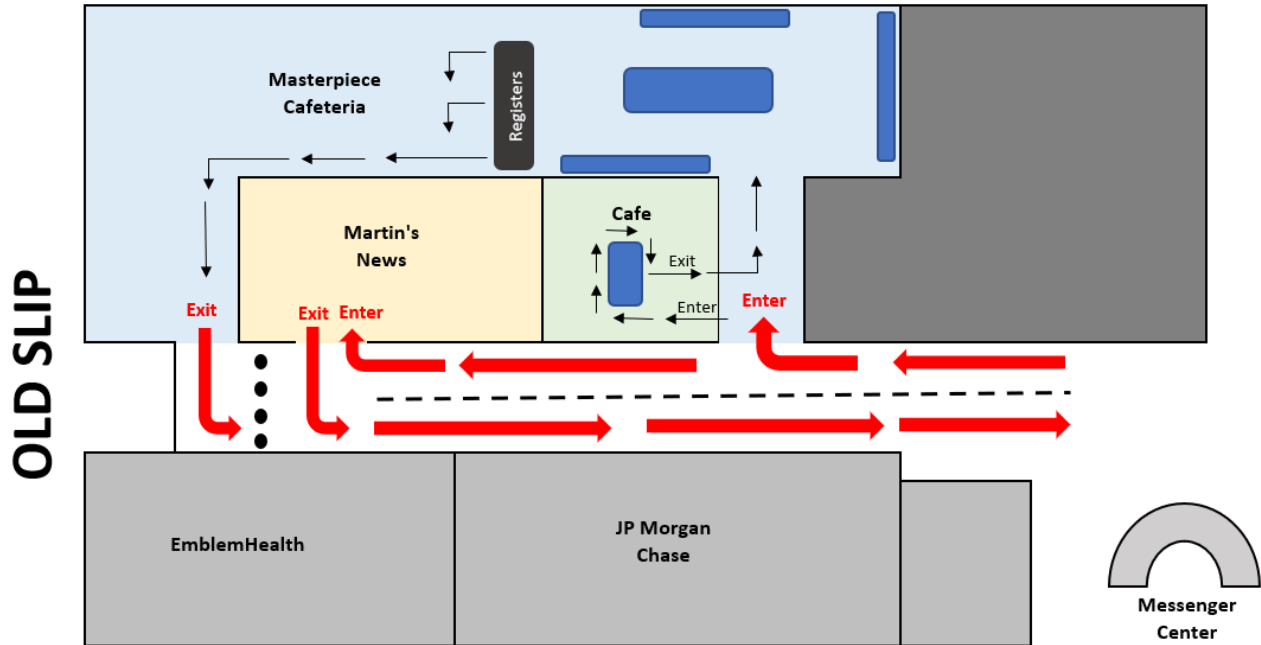 OLD SLIP
Masterpiece
Cafeteria
Registers
Martin's
News
Cafe
Exit
Enter
Exit
Exit Enter
Enter
EmblemHealth
JP Morgan
Chase
Messenger
Center